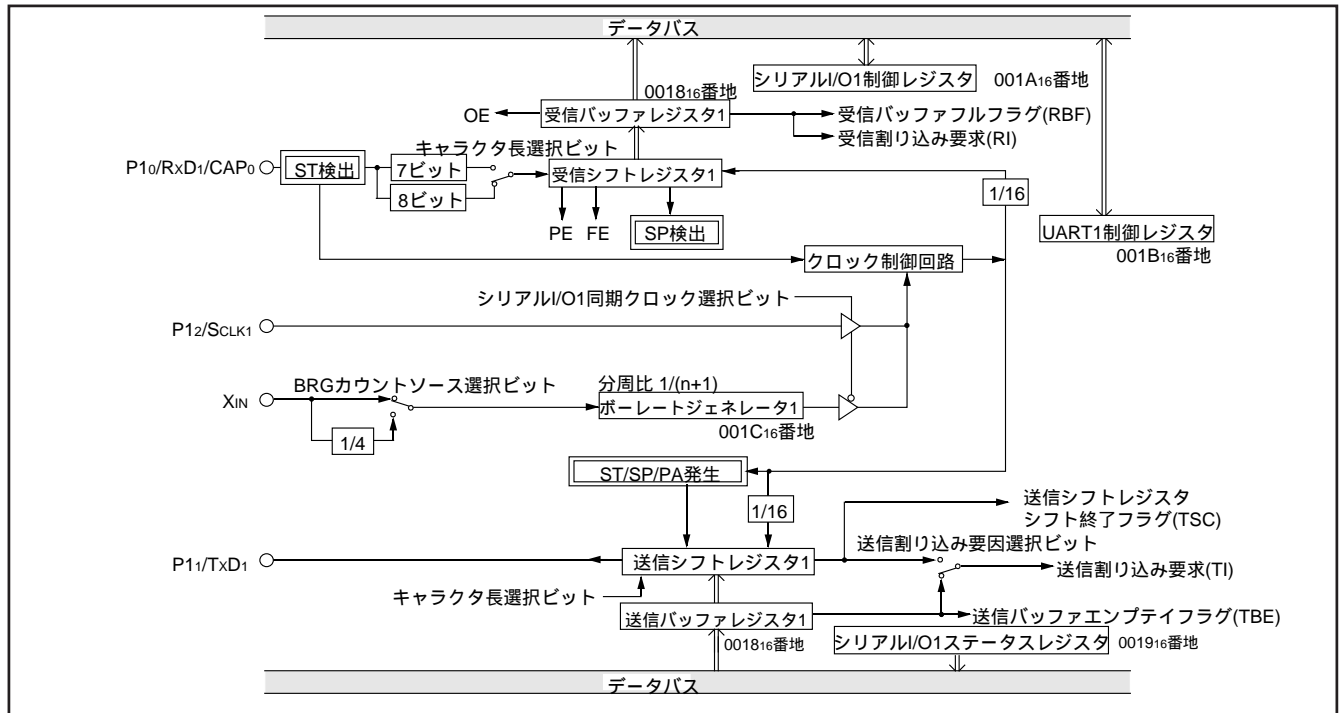 データバス
シリアルI/O1制御レジスタ 001A16番地
001816番地
OE 受信バッファレジスタ1 受信バッファフルフラグ(RBF)
受信割り込み要求(RI)
キャラクタ長選択ビット
P10/RXD1/CAP0 ST検出 7ビット 受信シフトレジスタ1
8ビット
1/16
PE FE SP検出
UART1制御レジスタ
001B16番地
クロック制御回路
シリアルI/O1同期クロック選択ビット
P12/SCLK1
BRGカウントソース選択ビット 分周比 1/(n+1)
XIN ボーレートジェネレータ1
001C16番地
1/4
ST/SP/PA発生
1/16
送信シフトレジスタ
シフト終了フラグ(TSC)
送信割り込み要因選択ビット
P11/TXD1 送信シフトレジスタ1 送信割り込み要求(TI)
キャラクタ長選択ビット
送信バッファレジスタ1 送信バッファエンプテイフラグ(TBE)
001816番地 シリアルI/O1ステータスレジスタ 001916番地
データバス